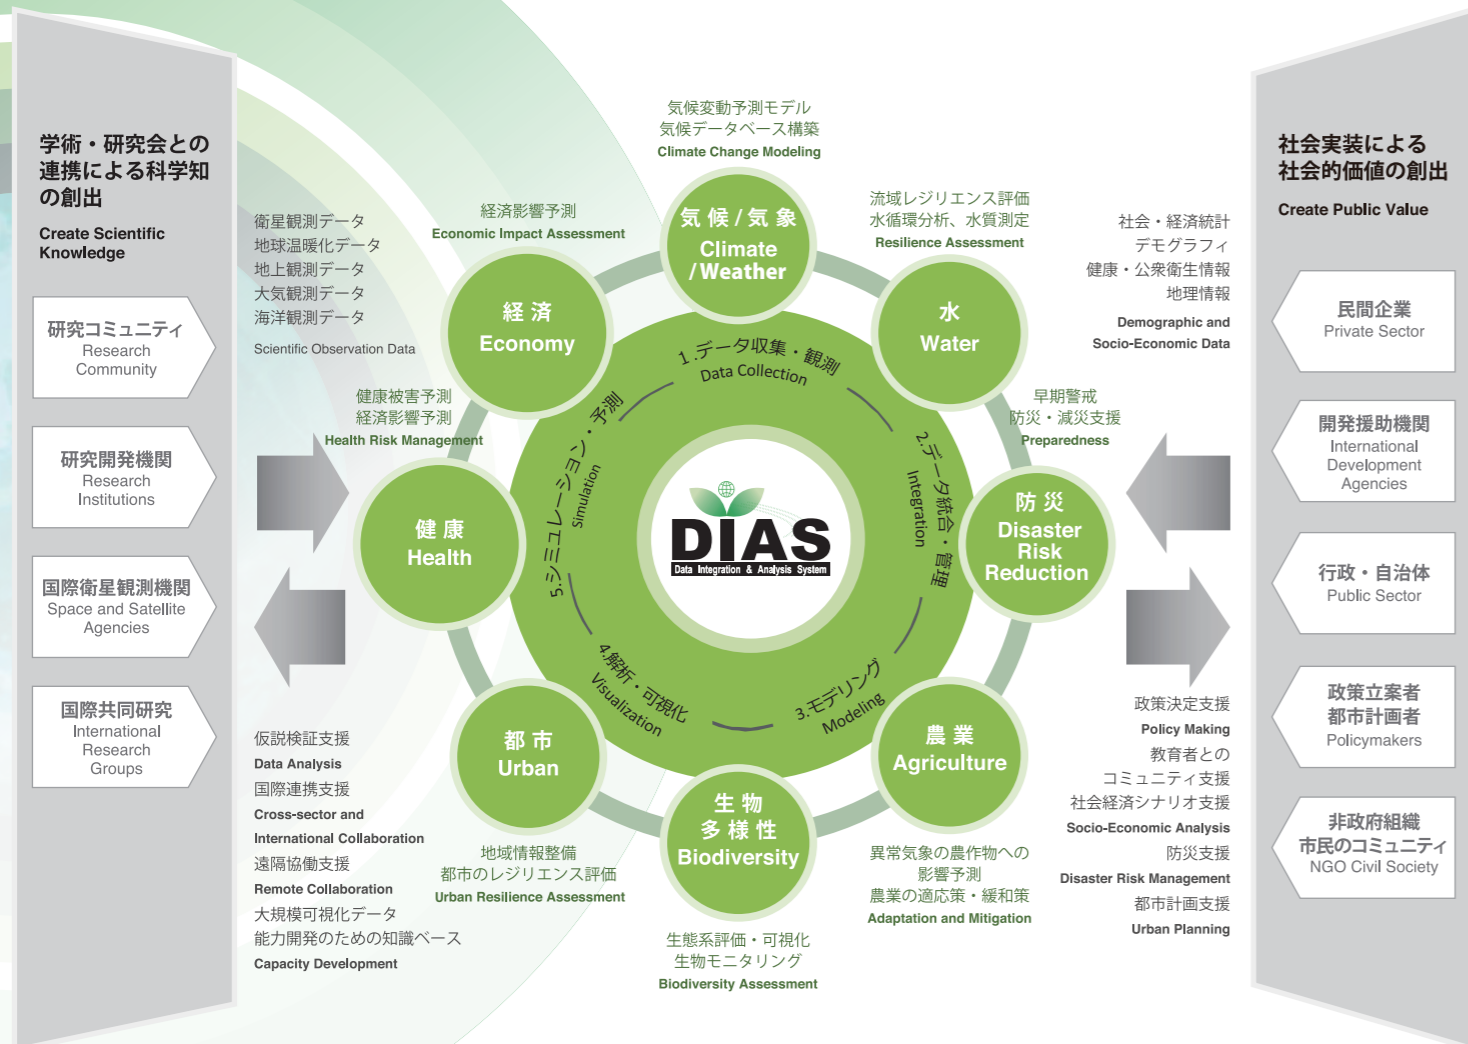 学術・研究会との
連携による科学知
の創出
Create Scientific
Knowledge
研究コミュニティ
Research
Community
研究開発機関
Research
Institutions
国際衛星観測機関
Space and Satellite
Agencies
国際共同研究
International
Research
Groups
衛星観測データ
地球温暖化データ
地上観測データ
大気観測データ
海洋観測データ
Scientific Observation Data
仮説検証支援
Data Analysis
国際連携支援
Cross-sector and
International Collaboration
遠隔協働支援
Remote Collaboration
大規模可視化データ
能力開発のための知識ベース
Capacity Development
気候変動予測モデル
気候データベース構築
Climate Change Modeling
気候/気象
Climate
/Weather
流域レジリエンス評価
水循環分析、水質測定
Resilience Assessment
水
Water
早期警戒
防災・減災支援
Preparedness
防災
Disaster
Risk
Reduction
農業
Agriculture
異常気象の農作物への
影響予測
農業の適応策・緩和策
Adaptation and Mitigation
生物
多様性
Biodiversity
生態系評価・可視化
生物モニタリング
Biodiversity Assessment
都市
Urban
地域情報整備
都市のレジリエンス評価
Urban Resilience Assessment
健康被害予測
経済影響予測
Health Risk Management
健康
Health
経済影響予測
Economic Impact Assessment
経済
Economy
1.データ収集・観測
Data Collection
2.データ統合・管理
Integration
3.モデリング
Modeling
4.解析・可視化
Visualization
5.シミュレーション・予測
Simulation
DIAS
Data Integration & Analysis System
社会・経済統計
デモグラフィ
健康・公衆衛生情報
地理情報
Demographic and
Socio-Economic Data
政策決定支援
Policy Making
教育者との
コミュニティ支援
社会経済シナリオ支援
Socio-Economic Analysis
防災支援
Disaster Risk Management
都市計画支援
Urban Planning
社会実装による
社会的価値の創出
Create Public Value
民間企業
Private Sector
開発援助機関
International
Development
Agencies
行政・自治体
Public Sector
政策立案者
都市計画者
Policymakers
非政府組織
市民のコミュニティ
NGO Civil Society